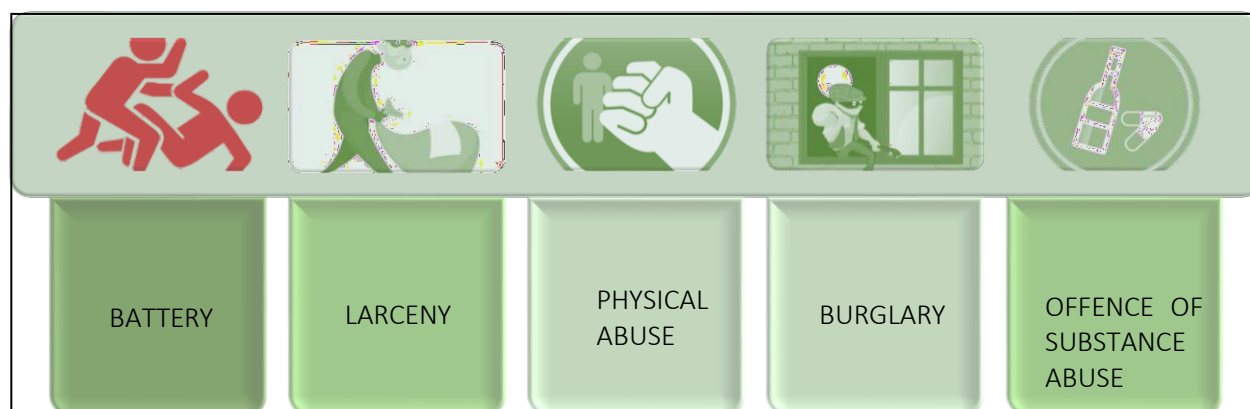 BATTERY
LARCENY
PHYSICAL
ABUSE
BURGLARY
OFFENCE OF
SUBSTANCE
ABUSE